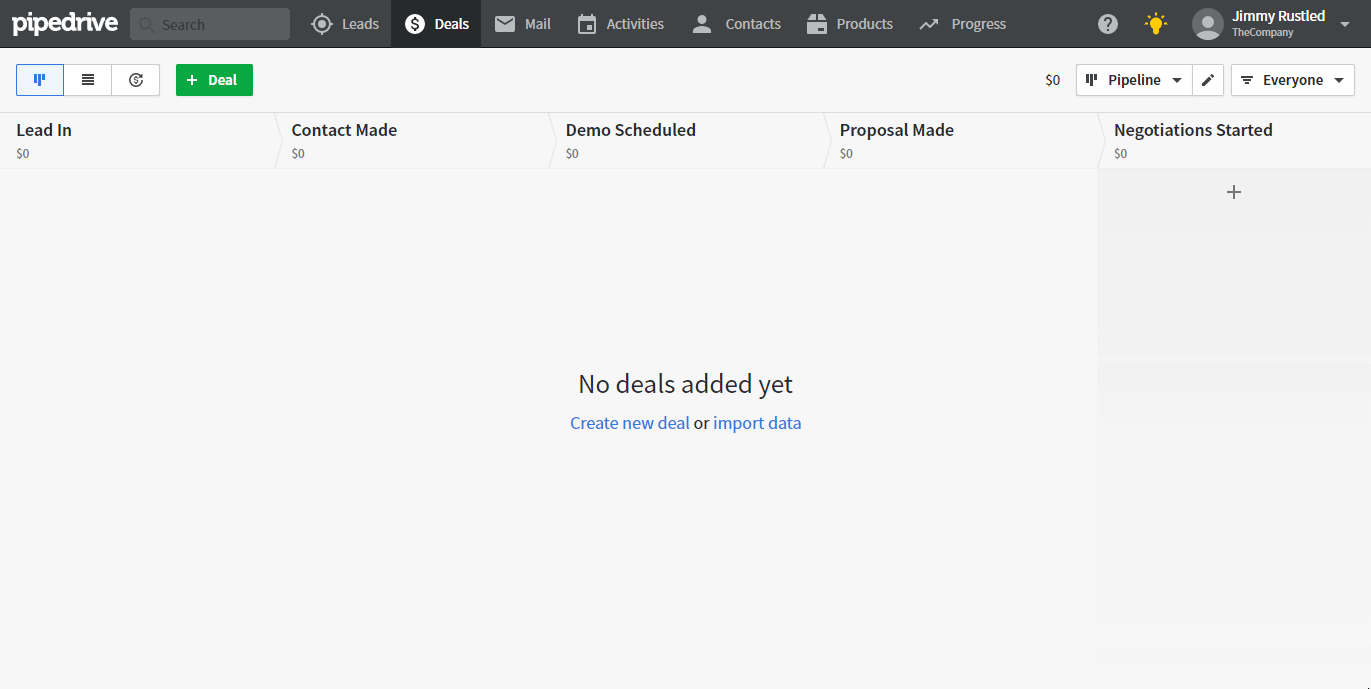 pipedrive Search Leads Deals Mail Activities Contacts Products Progress ? Jimmy Rustled
TheCompany
+ Deal $0 Pipeline Everyone
Lead In Contact Made Demo Scheduled Proposal Made Negotiations Started
$0 $0 $0 $0 $0
No deals added yet
Create new deal or import data